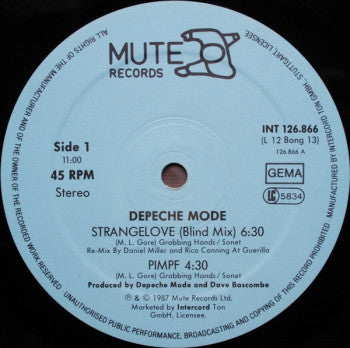 ALL RIGHTS OF THE MANUFACTURER AND OF THE OWNER OF THE RECORDED WORK RESERVED.
UNAUTHORISED PUBLIC PERFORMANCE, BROADCASTING AND COPYING OF THIS RECORD PROHIBITED
MANUFACTURED AND DISTRIBUTED BY INTERCORD TON GMBH, STUTTGART LICENSEE.
MUTE
RECORDS
Side 1
11:00
45 RPM
Stereo
INT 126.866
(L 12 Bong 13)
126.866 A
GEMA
LC 5834
DEPECHE MODE
STRANGELOVE (Blind Mix) 6:30
(M. L. Gore) Grabbing Hands / Sonet
Re-Mix By Daniel Miller and Rico Conning At Guerilla
PIMPF 4:30
(M. L. Gore) Grabbing Hands / Sonet
Produced by Depeche Mode and Dave Bascombe
℗ & © 1987 Mute Records Ltd.
Marketed by Intercord Ton
GmbH, Licensee.